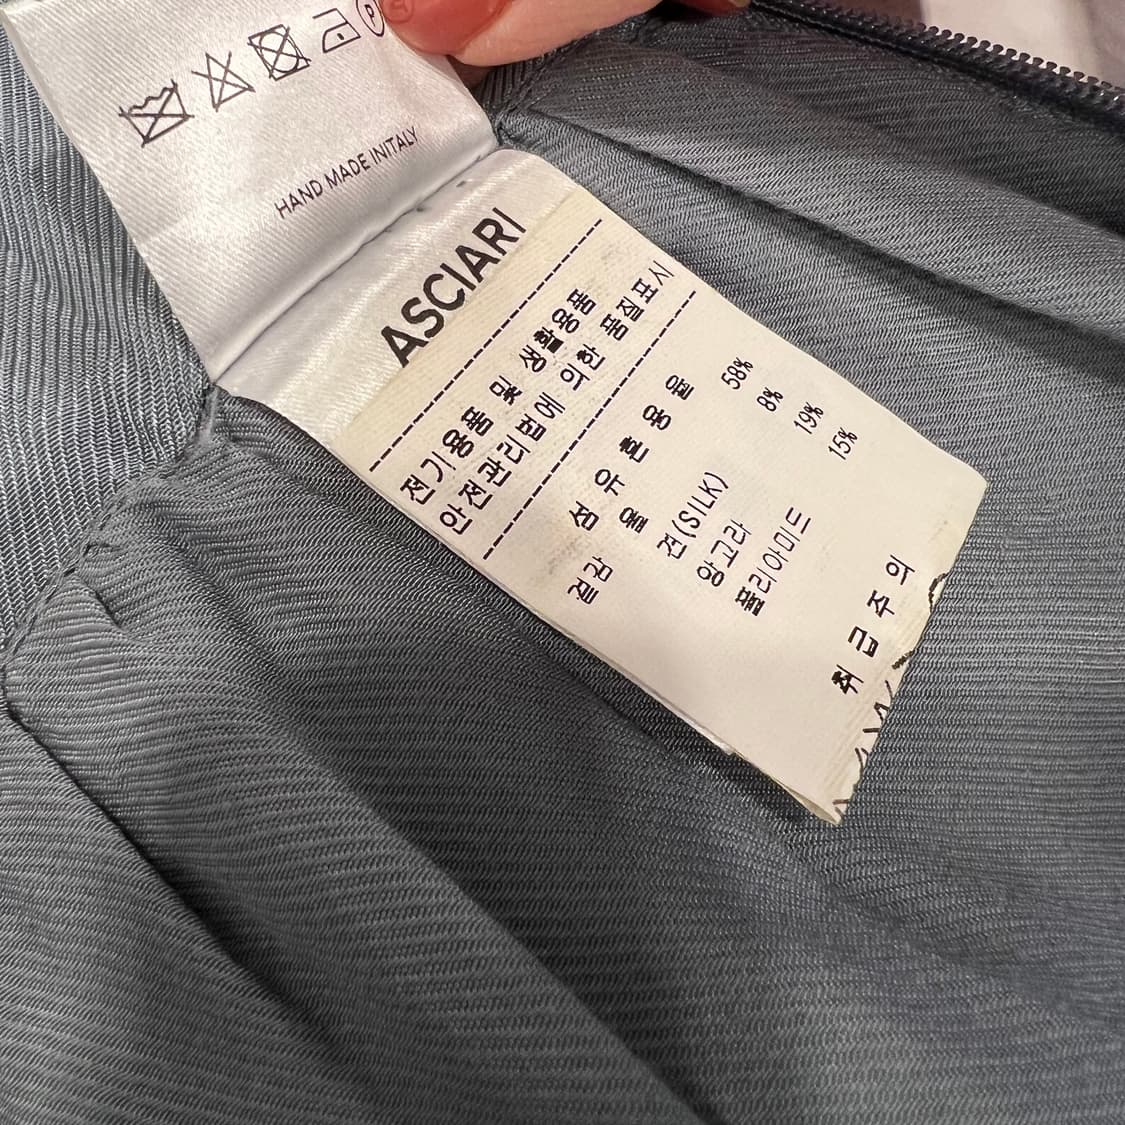 P
HAND MADE INITALY
ASCIARI
전기용품 및 생활용품
안전관리법에 의한 품질표시
섬유혼용율
겉감 울 58%
견(SILK) 8%
앙고라 19%
폴리아미드 15%
취급주의